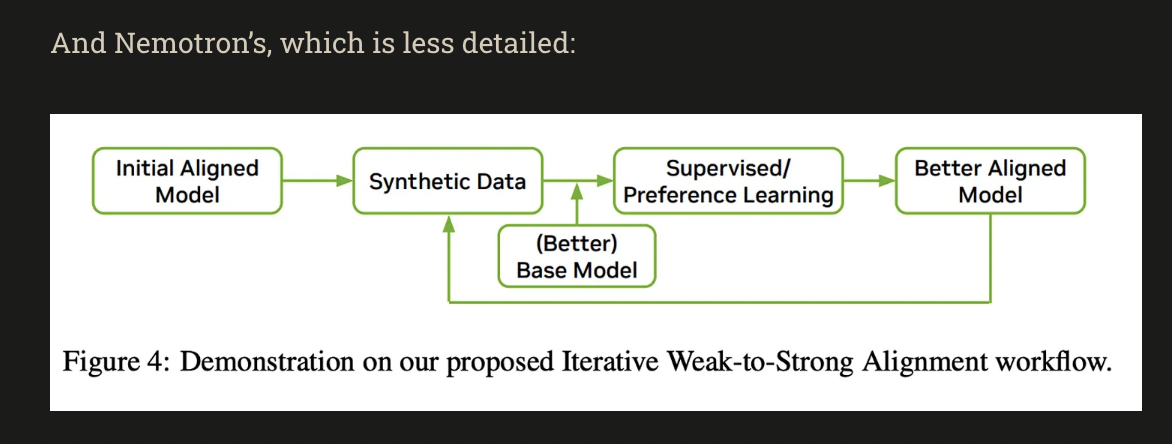 And Nemotron’s, which is less detailed:
Initial Aligned
Model
Synthetic Data
Supervised/
Preference Learning
Better Aligned
Model
(Better)
Base Model
Figure 4: Demonstration on our proposed Iterative Weak-to-Strong Alignment workflow.